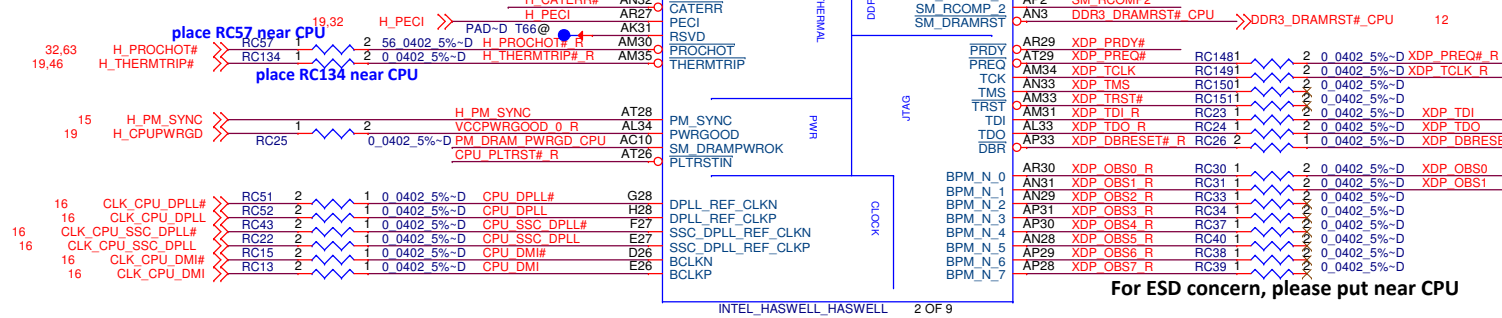 H_CATERR# AN32 CATERR THERMAL DDR SM_RCOMP_2 AP2 SM_RCOMP_2
19,32 H_PECI H_PECI AR27 PECI SM_DRAMRST AN3 DDR3_DRAMRST#_CPU DDR3_DRAMRST#_CPU 12
PAD~D T66@ AK31 RSVD
place RC57 near CPU
32,63 H_PROCHOT# RC57 1 2 56_0402_5%~D H_PROCHOT#_R AM30 PROCHOT PRDY AR29 XDP_PRDY#
19,46 H_THERMTRIP# RC134 1 2 0_0402_5%~D H_THERMTRIP#_R AM35 THERMTRIP PREQ AT29 XDP_PREQ# RC1481 2 0_0402_5%~D XDP_PREQ#_R
place RC134 near CPU
TCK AM34 XDP_TCLK RC1491 2 0_0402_5%~D XDP_TCLK_R
TMS AN33 XDP_TMS RC1501 2 0_0402_5%~D
JTAG TRST AM33 XDP_TRST# RC1511 2 0_0402_5%~D
15 H_PM_SYNC H_PM_SYNC AT28 PM_SYNC PWR TDI AM31 XDP_TDI_R RC23 1 2 0_0402_5%~D XDP_TDI
19 H_CPUPWRGD 1 2 VCCPWRGOOD_0_R AL34 PWRGOOD TDO AL33 XDP_TDO_R RC24 1 2 0_0402_5%~D XDP_TDO
RC25 0_0402_5%~D PM_DRAM_PWRGD_CPU AC10 SM_DRAMPWROK DBR AP33 XDP_DBRESET#_R RC26 2 1 0_0402_5%~D XDP_DBRESE
CPU_PLTRST#_R AT26 PLTRSTIN
BPM_N_0 AR30 XDP_OBS0_R RC30 1 2 0_0402_5%~D XDP_OBS0
BPM_N_1 AN31 XDP_OBS1_R RC31 1 2 0_0402_5%~D XDP_OBS1
16 CLK_CPU_DPLL# RC51 2 1 0_0402_5%~D CPU_DPLL# G28 DPLL_REF_CLKN CLOCK BPM_N_2 AN29 XDP_OBS2_R RC33 1 2 0_0402_5%~D
16 CLK_CPU_DPLL RC52 2 1 0_0402_5%~D CPU_DPLL H28 DPLL_REF_CLKP BPM_N_3 AP31 XDP_OBS3_R RC34 1 2 0_0402_5%~D
16 CLK_CPU_SSC_DPLL# RC43 2 1 0_0402_5%~D CPU_SSC_DPLL# F27 SSC_DPLL_REF_CLKN BPM_N_4 AP30 XDP_OBS4_R RC37 1 2 0_0402_5%~D
16 CLK_CPU_SSC_DPLL RC22 2 1 0_0402_5%~D CPU_SSC_DPLL E27 SSC_DPLL_REF_CLKP BPM_N_5 AN28 XDP_OBS5_R RC40 1 2 0_0402_5%~D
16 CLK_CPU_DMI# RC15 2 1 0_0402_5%~D CPU_DMI# D26 BCLKN BPM_N_6 AP29 XDP_OBS6_R RC38 1 2 0_0402_5%~D
16 CLK_CPU_DMI RC13 2 1 0_0402_5%~D CPU_DMI E26 BCLKP BPM_N_7 AP28 XDP_OBS7_R RC39 1 2 0_0402_5%~D
For ESD concern, please put near CPU
INTEL_HASWELL_HASWELL 2 OF 9